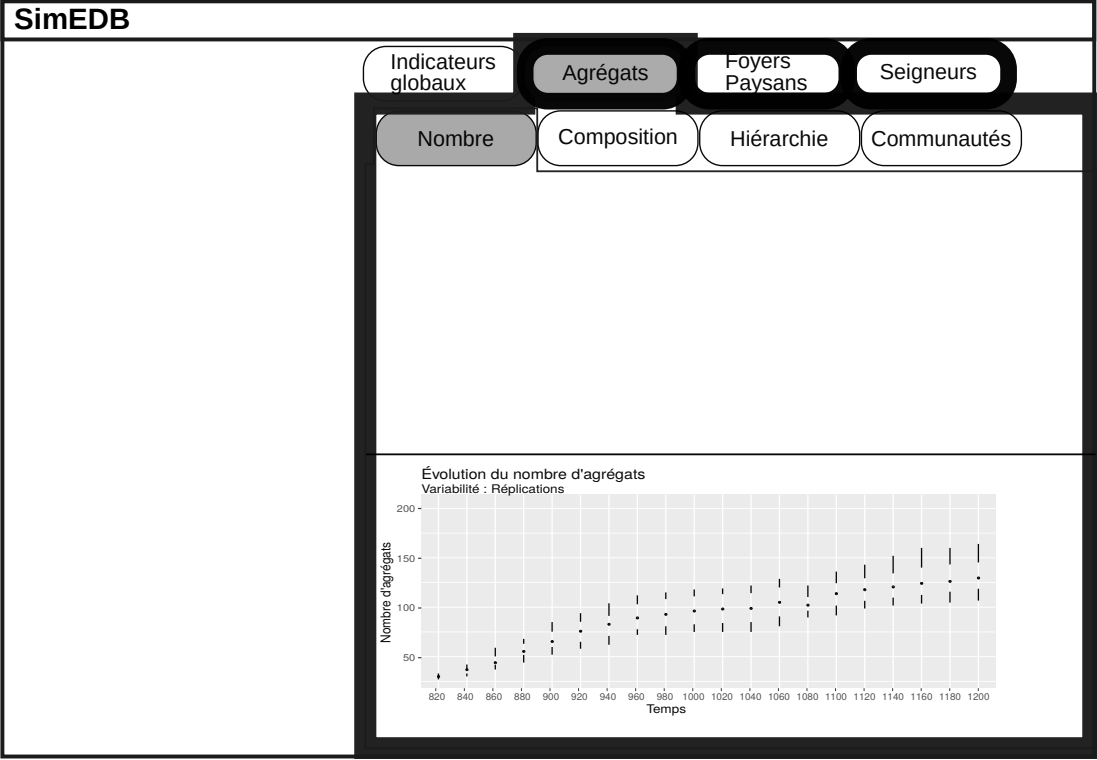 SimEDB
Indicateurs
globaux
Agrégats
Foyers
Paysans
Seigneurs
Nombre
Composition
Hiérarchie
Communautés
Évolution du nombre d'agrégats
Variabilité : Réplications
Nombre d'agrégats
200
150
100
50
820 840 860 880 900 920 940 960 980 1000 1020 1040 1060 1080 1100 1120 1140 1160 1180 1200
Temps